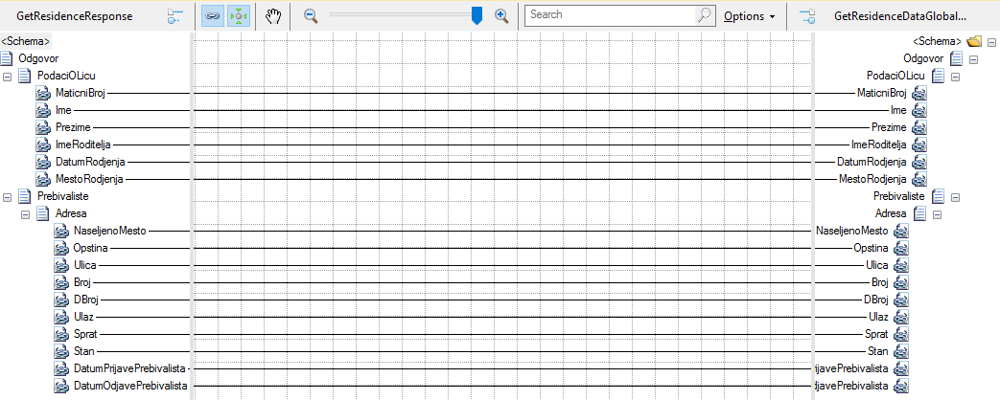 GetResidenceResponse Search Options GetResidenceDataGlobal...
<Schema> <Schema>
Odgovor Odgovor
PodaciOLicu PodaciOLicu
MaticniBroj MaticniBroj
Ime Ime
Prezime Prezime
ImeRoditelja ImeRoditelja
DatumRodjenja DatumRodjenja
MestoRodjenja MestoRodjenja
Prebivaliste Prebivaliste
Adresa Adresa
NaseljenoMesto NaseljenoMesto
Opstina Opstina
Ulica Ulica
Broj Broj
DBroj DBroj
Ulaz Ulaz
Sprat Sprat
Stan Stan
DatumPrijavePrebivalista ijavePrebivalista
DatumOdjavePrebivalista djavePrebivalista